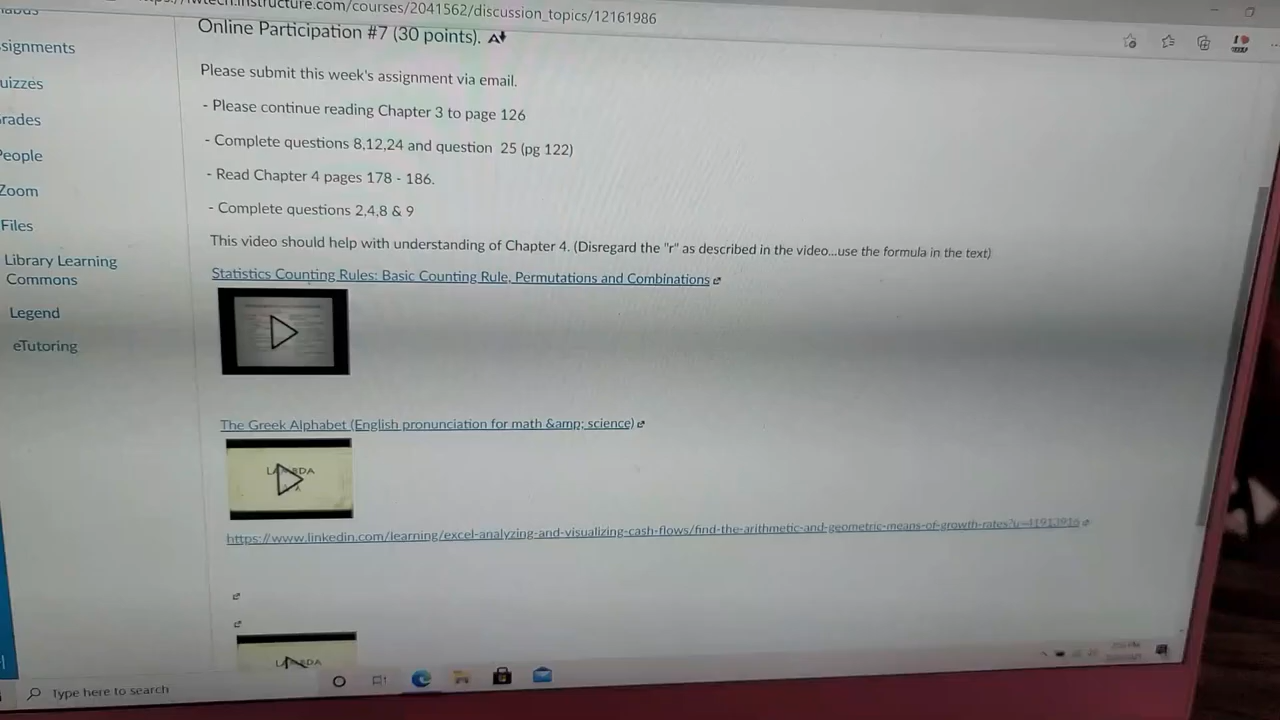 instructure.com/courses/2041562/discussion_topics/12161986
Online Participation #7 (30 points).
signments
uizzes
rades
People
Zoom
Files
Library Learning
Commons
Legend
eTutoring
Please submit this week's assignment via email.
- Please continue reading Chapter 3 to page 126
- Complete questions 8,12,24 and question 25 (pg 122)
- Read Chapter 4 pages 178 - 186.
- Complete questions 2,4,8 & 9
This video should help with understanding of Chapter 4. (Disregard the "r" as described in the video...use the formula in the text)
Statistics Counting Rules: Basic Counting Rule, Permutations and Combinations
The Greek Alphabet (English pronunciation for math &amp; science)
https://www.linkedin.com/learning/excel-analyzing-and-visualizing-cash-flows/find-the-arithmetic-and-geometric-means-of-growth-rates?u=41913916
Type here to search